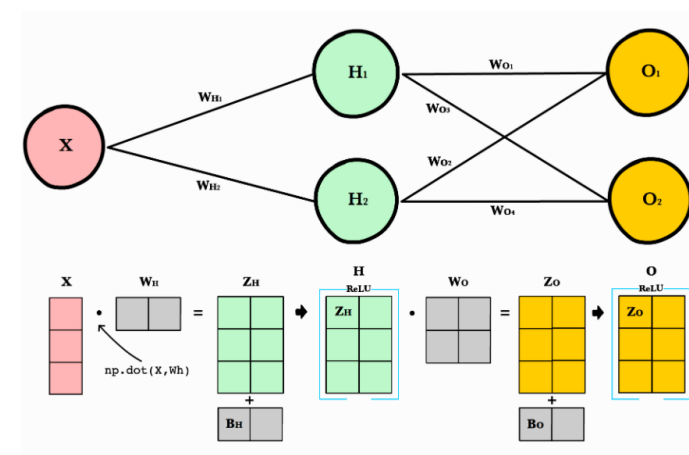 H₁
Wo₁
O₁
WH₁
Wo₃
X
Wo₂
WH₂
H₂
Wo₄
O₂
X
WH
ZH
H
ReLU
Wo
Zo
O
ReLU
•
=
ZH
•
=
Zo
np.dot(X,Wh)
+
+
BH
Bo